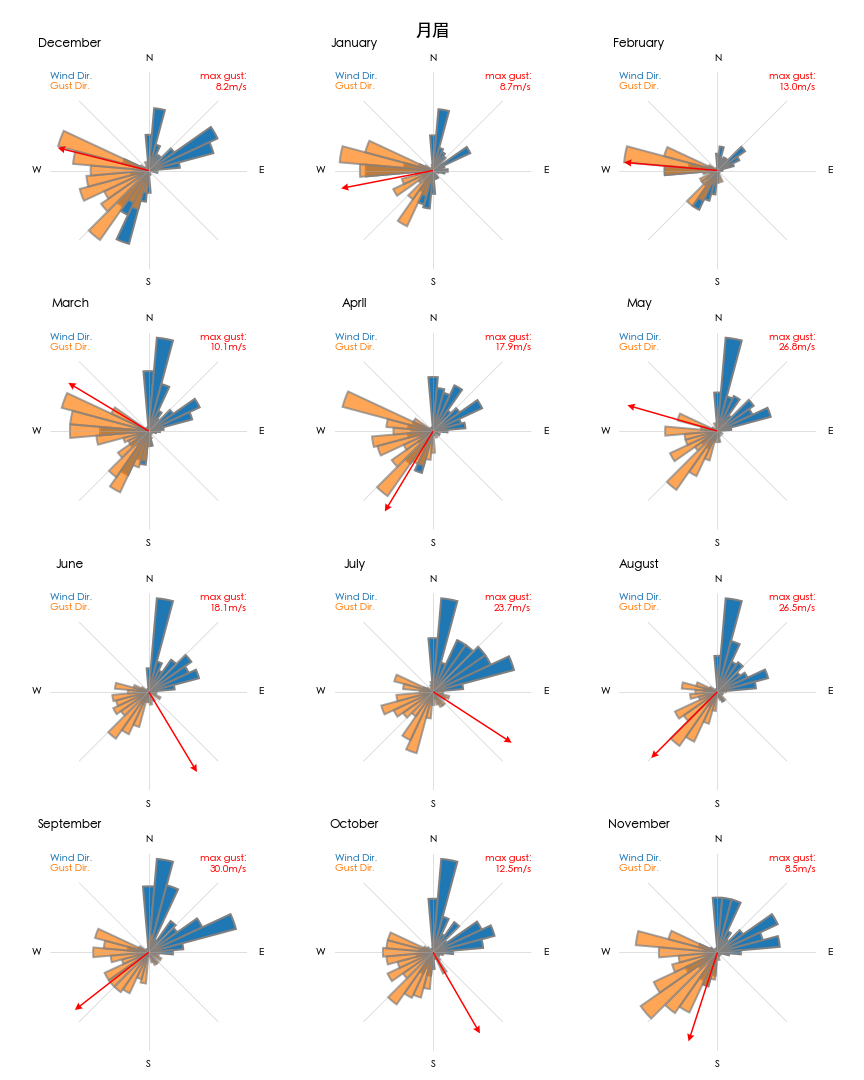 月眉
December
January
February
N
N
N
Wind Dir.
Gust Dir.
max gust:
8.2m/s
Wind Dir.
Gust Dir.
max gust:
8.7m/s
Wind Dir.
Gust Dir.
max gust:
13.0m/s
W
E
W
E
W
E
S
S
S
March
April
May
N
N
N
Wind Dir.
Gust Dir.
max gust:
10.1m/s
Wind Dir.
Gust Dir.
max gust:
17.9m/s
Wind Dir.
Gust Dir.
max gust:
26.8m/s
W
E
W
E
W
E
S
S
S
June
July
August
N
N
N
Wind Dir.
Gust Dir.
max gust:
18.1m/s
Wind Dir.
Gust Dir.
max gust:
23.7m/s
Wind Dir.
Gust Dir.
max gust:
26.5m/s
W
E
W
E
W
E
S
S
S
September
October
November
N
N
N
Wind Dir.
Gust Dir.
max gust:
30.0m/s
Wind Dir.
Gust Dir.
max gust:
12.5m/s
Wind Dir.
Gust Dir.
max gust:
8.5m/s
W
E
W
E
W
E
S
S
S